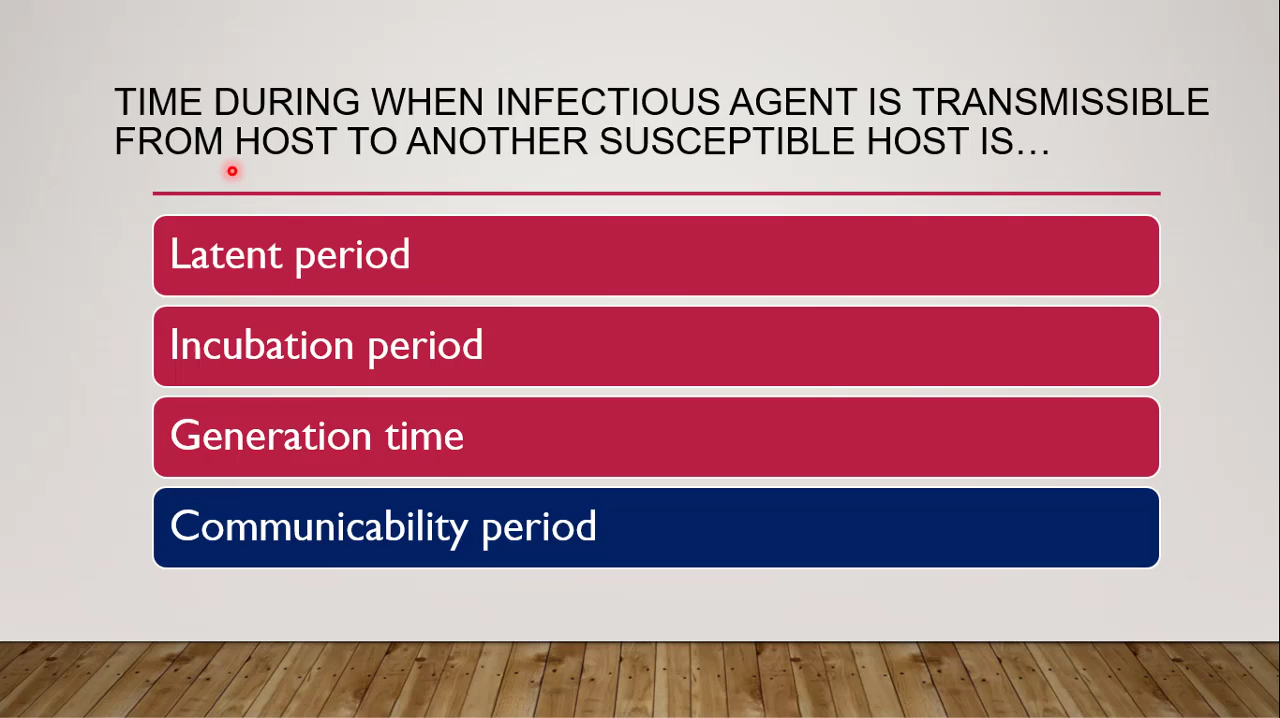 TIME DURING WHEN INFECTIOUS AGENT IS TRANSMISSIBLE
FROM HOST TO ANOTHER SUSCEPTIBLE HOST IS…
Latent period
Incubation period
Generation time
Communicability period